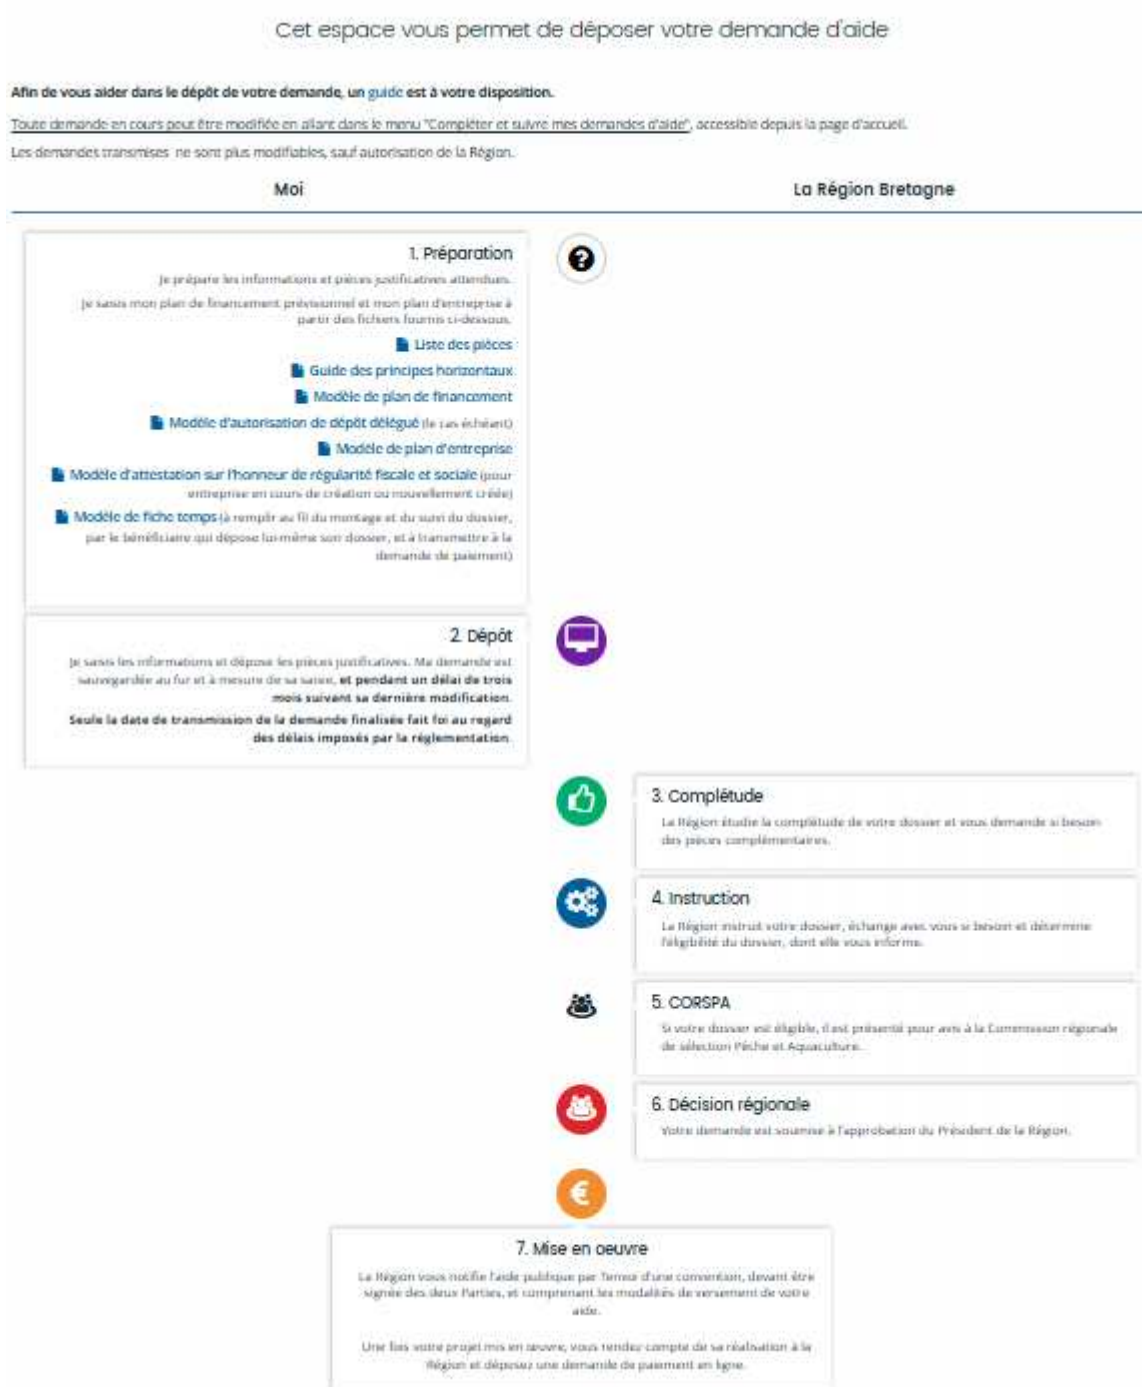 Cet espace vous permet de déposer votre demande d'aide
Afin de vous aider dans le dépôt de votre demande, un guide est à votre disposition.
Toute demande en cours peut être modifiée en allant dans le menu "Compléter et suivre mes demandes d'aide", accessible depuis la page d'accueil.
Les demandes transmises ne sont plus modifiables, sauf autorisation de la Région.
Moi
La Région Bretagne
1. Préparation
Je prépare les informations et pièces justificatives attendues.
Je saisis mon plan de financement prévisionnel et mon plan d'entreprise à
partir des fichiers fournis ci-dessous.
Liste des pièces
Guide des principes horizontaux
Modèle de plan de financement
Modèle d'autorisation de dépôt délégué (le cas échéant)
Modèle de plan d'entreprise
Modèle d'attestation sur l'honneur de régularité fiscale et sociale (pour
entreprise en cours de création ou nouvellement créée)
Modèle de fiche temps (à remplir au fil du montage et du suivi du dossier,
par le bénéficiaire qui dépose lui-même son dossier, et à transmettre à la
demande de paiement)
2. Dépôt
Je saisis les informations et dépose les pièces justificatives. Ma demande est
sauvegardée au fur et à mesure de sa saisie, et pendant un délai de trois
mois suivant sa dernière modification.
Seule la date de transmission de la demande finalisée fait foi au regard
des délais imposés par la réglementation.
3. Complétude
La Région étudie la complétude de votre dossier et vous demande si besoin
des pièces complémentaires.
4. Instruction
La Région instruit votre dossier, échange avec vous si besoin et détermine
l'éligibilité du dossier, dont elle vous informe.
5. CORSPA
Si votre dossier est éligible, il est présenté pour avis à la Commission régionale
de sélection Pêche et Aquaculture.
6. Décision régionale
Votre demande est soumise à l'approbation du Président de la Région.
7. Mise en oeuvre
La Région vous notifie l'aide publique par l'envoi d'une convention, devant être
signée des deux Parties, et comprenant les modalités de versement de votre
aide.
Une fois votre projet mis en œuvre, vous rendez compte de sa réalisation à la
Région et déposez une demande de paiement en ligne.